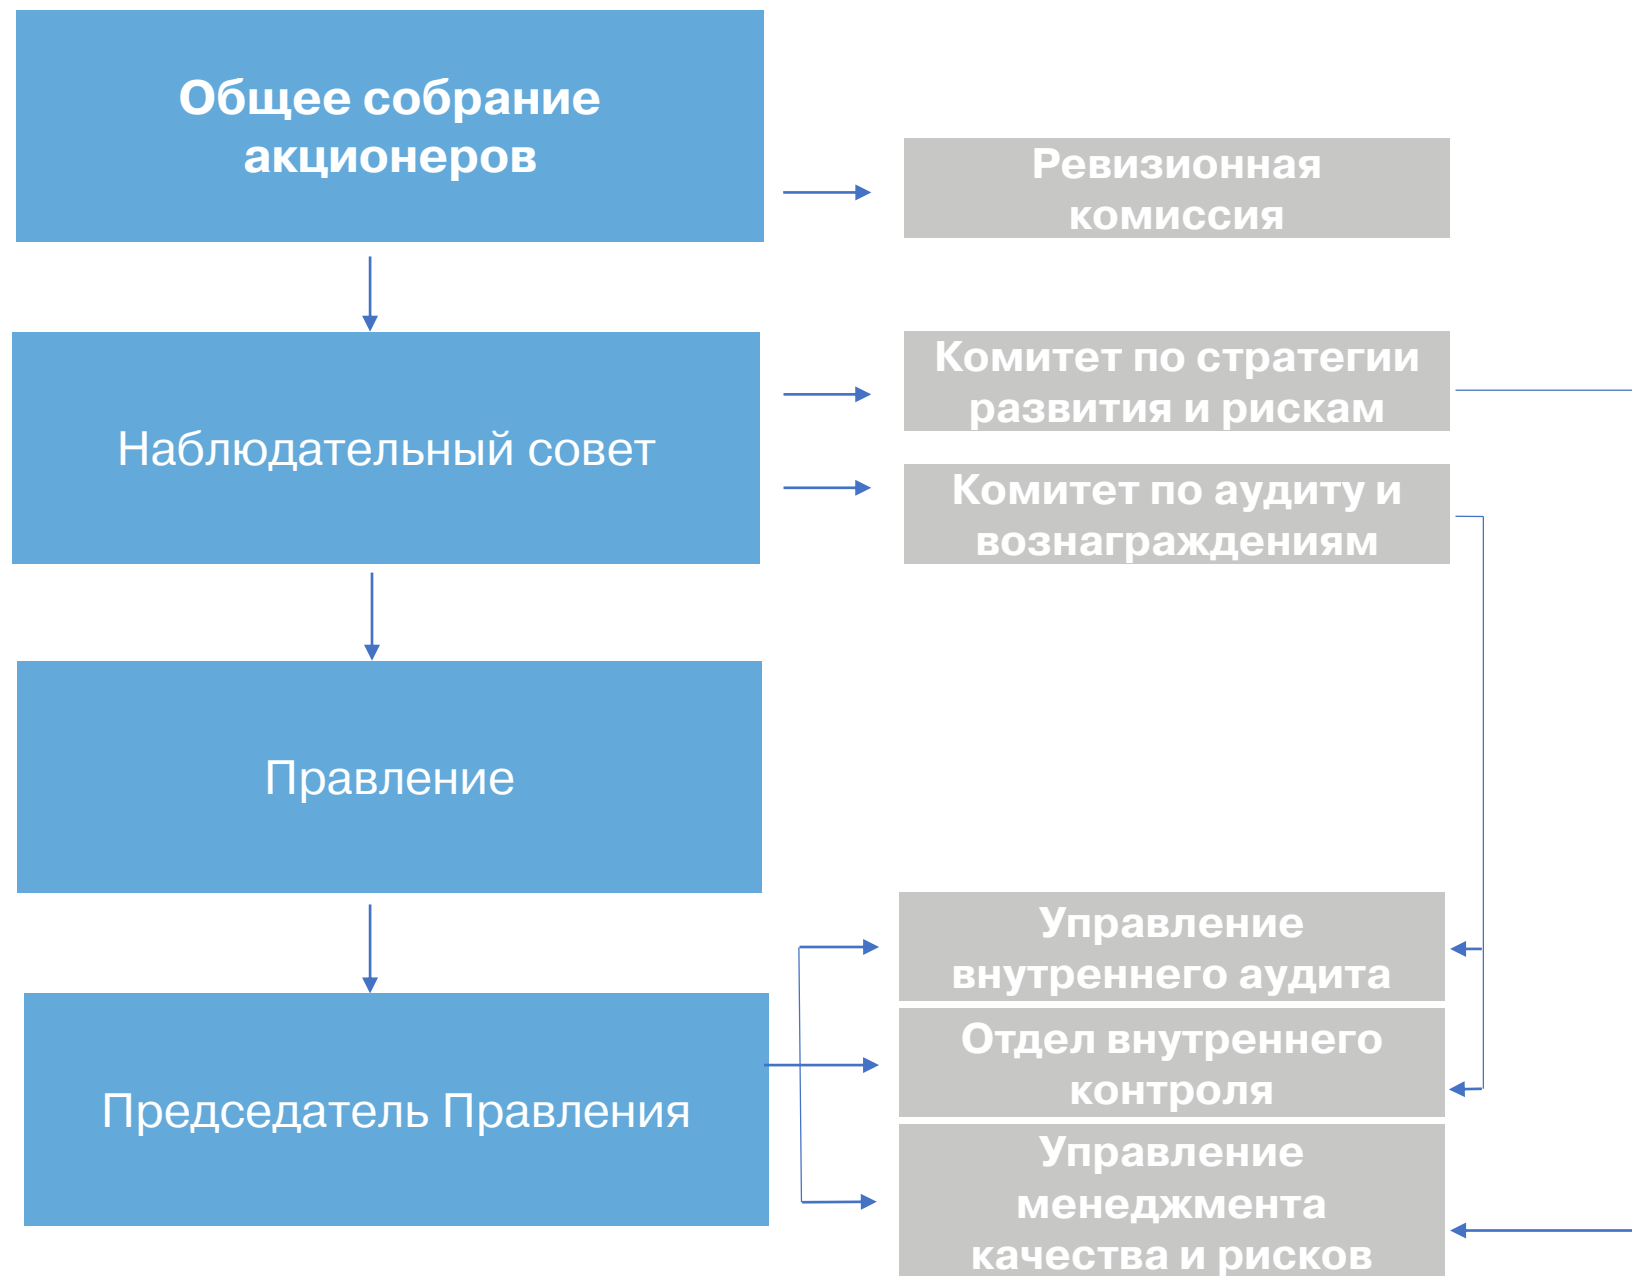 Общее собрание
акционеров
Ревизионная
комиссия
Наблюдательный совет
Комитет по стратегии
развития и рискам
Комитет по аудиту и
вознаграждениям
Правление
Председатель Правления
Управление
внутреннего аудита
Отдел внутреннего
контроля
Управление
менеджмента
качества и рисков